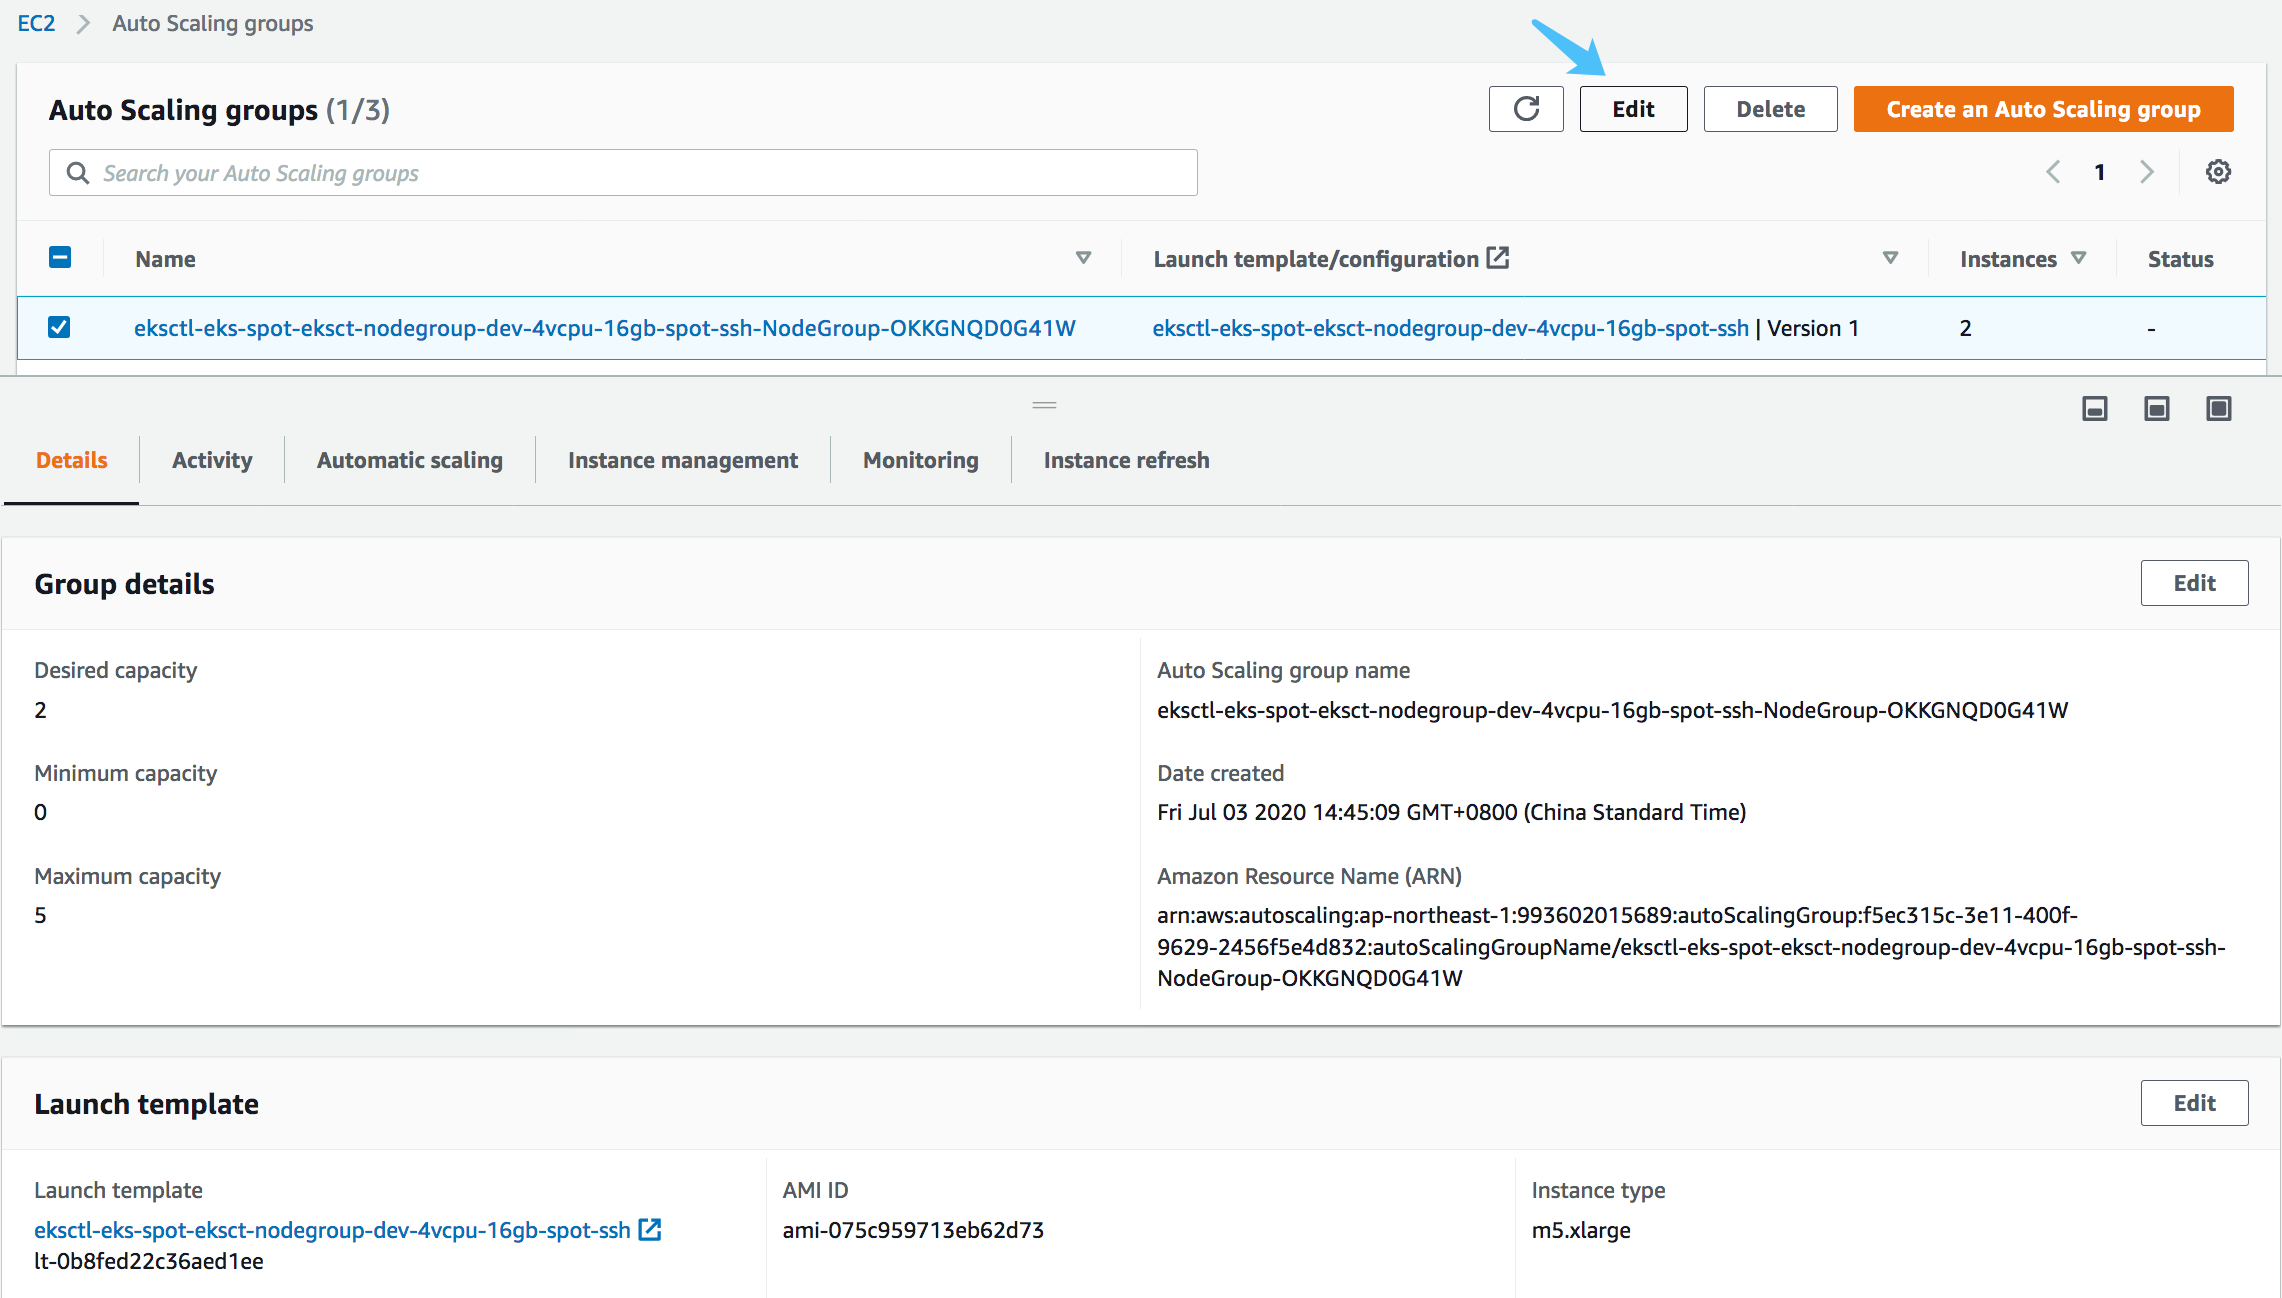 EC2 Auto Scaling groups
Auto Scaling groups (1/3)
Edit
Delete
Create an Auto Scaling group
Search your Auto Scaling groups
1
Name
Launch template/configuration
Instances
Status
eksctl-eks-spot-eksct-nodegroup-dev-4vcpu-16gb-spot-ssh-NodeGroup-OKKGNQD0G41W
eksctl-eks-spot-eksct-nodegroup-dev-4vcpu-16gb-spot-ssh | Version 1
2
-
Details
Activity
Automatic scaling
Instance management
Monitoring
Instance refresh
Group details
Edit
Desired capacity
2
Minimum capacity
0
Maximum capacity
5
Auto Scaling group name
eksctl-eks-spot-eksct-nodegroup-dev-4vcpu-16gb-spot-ssh-NodeGroup-OKKGNQD0G41W
Date created
Fri Jul 03 2020 14:45:09 GMT+0800 (China Standard Time)
Amazon Resource Name (ARN)
arn:aws:autoscaling:ap-northeast-1:993602015689:autoScalingGroup:f5ec315c-3e11-400f-
9629-2456f5e4d832:autoScalingGroupName/eksctl-eks-spot-eksct-nodegroup-dev-4vcpu-16gb-spot-ssh-
NodeGroup-OKKGNQD0G41W
Launch template
Edit
Launch template
eksctl-eks-spot-eksct-nodegroup-dev-4vcpu-16gb-spot-ssh
lt-0b8fed22c36aed1ee
AMI ID
ami-075c959713eb62d73
Instance type
m5.xlarge